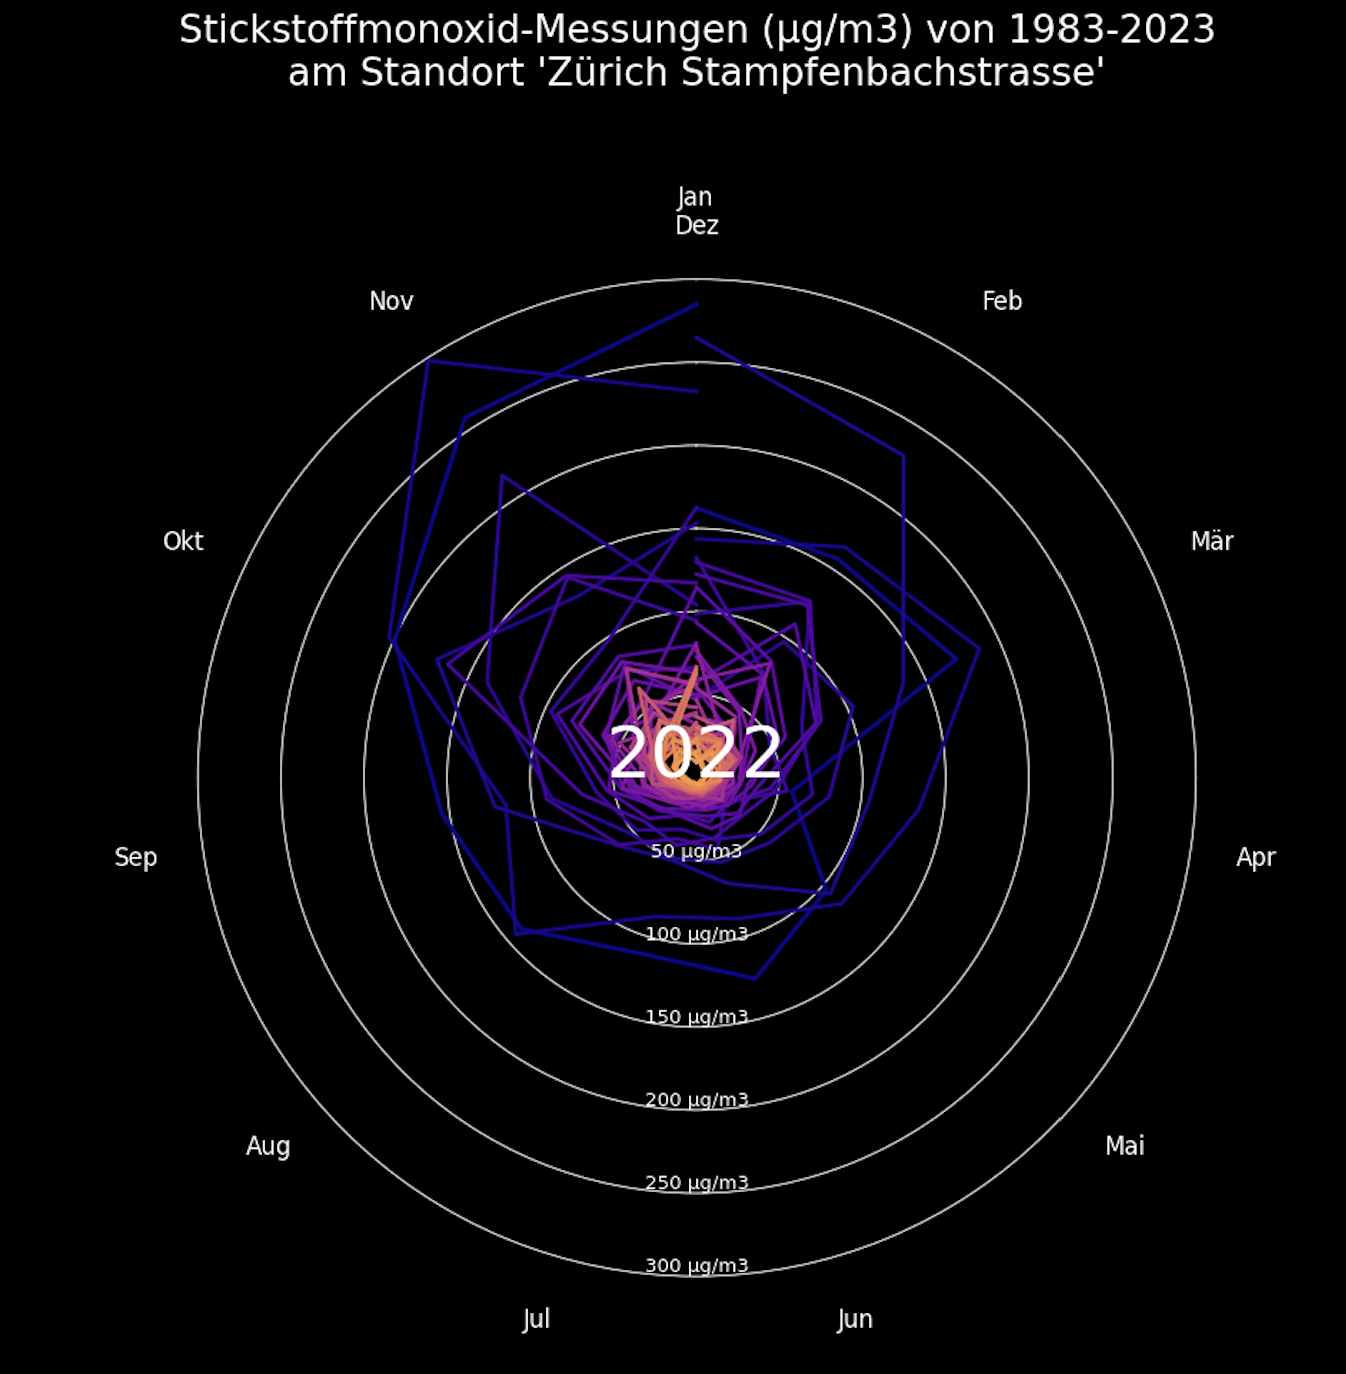 Stickstoffmonoxid-Messungen (µg/m3) von 1983-2023
am Standort 'Zürich Stampfenbachstrasse'
Jan
Dez
Nov
Feb
Okt
Mär
2022
Sep
Apr
50 µg/m3
100 µg/m3
150 µg/m3
200 µg/m3
Aug
Mai
250 µg/m3
300 µg/m3
Jul
Jun